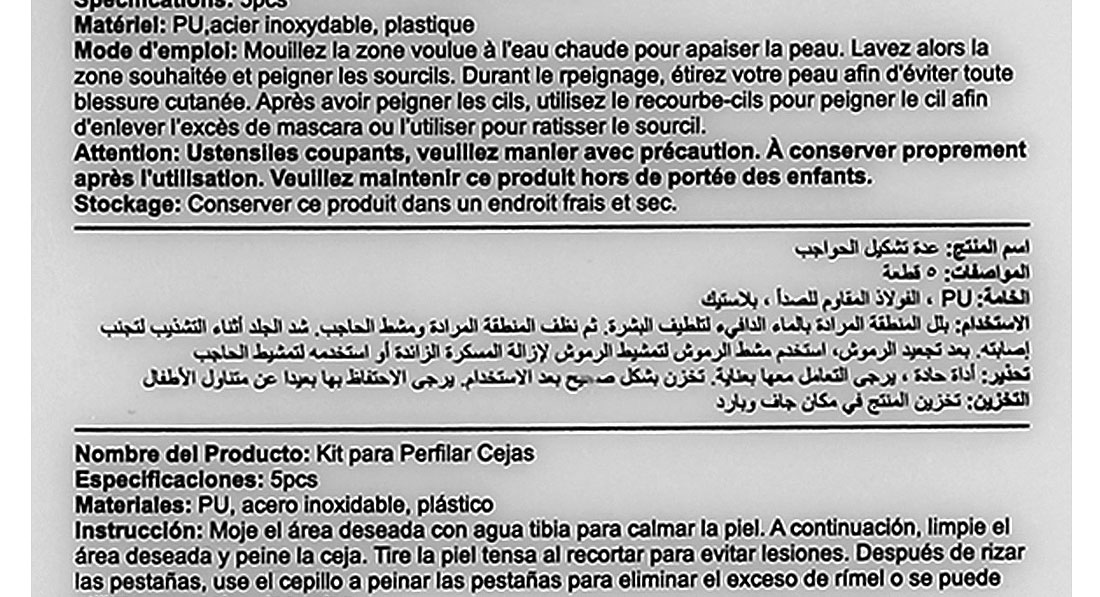 Specifications: 5pcs
Matériel: PU,acier inoxydable, plastique
Mode d'emploi: Mouillez la zone voulue à l'eau chaude pour apaiser la peau. Lavez alors la
zone souhaitée et peigner les sourcils. Durant le rpeignage, étirez votre peau afin d'éviter toute
blessure cutanée. Après avoir peigner les cils, utilisez le recourbe-cils pour peigner le cil afin
d'enlever l'excès de mascara ou l'utiliser pour ratisser le sourcil.
Attention: Ustensiles coupants, veuillez manier avec précaution. À conserver proprement
après l'utilisation. Veuillez maintenir ce produit hors de portée des enfants.
Stockage: Conserver ce produit dans un endroit frais et sec.
اسم المنتج: عدة تشكيل الحواجب
المواصفات: ٥ قطعة
الخامة: PU ، الفولاذ المقاوم للصدأ ، بلاستيك
الاستخدام: بلل المنطقة المرادة بالماء الدافيء لتلطيف البشرة. ثم نظف المنطقة المرادة ومشط الحاجب. شد الجلد أثناء التشذيب لتجنب
إصابته. بعد تجعيد الرموش، استخدم مشط الرموش لتمشيط الرموش لإزالة المسكرة الزائدة أو استخدمه لتمشيط الحاجب
تحذير: أداة حادة ، يرجى التعامل معها بعناية. تخزن بشكل صحيح بعد الاستخدام. يرجى الاحتفاظ بها بعيدا عن متناول الأطفال
التخزين: تخزين المنتج في مكان جاف وبارد
Nombre del Producto: Kit para Perfilar Cejas
Especificaciones: 5pcs
Materiales: PU, acero inoxidable, plástico
Instrucción: Moje el área deseada con agua tibia para calmar la piel. A continuación, limpie el
área deseada y peine la ceja. Tire la piel tensa al recortar para evitar lesiones. Después de rizar
las pestañas, use el cepillo a peinar las pestañas para eliminar el exceso de rímel o se puede